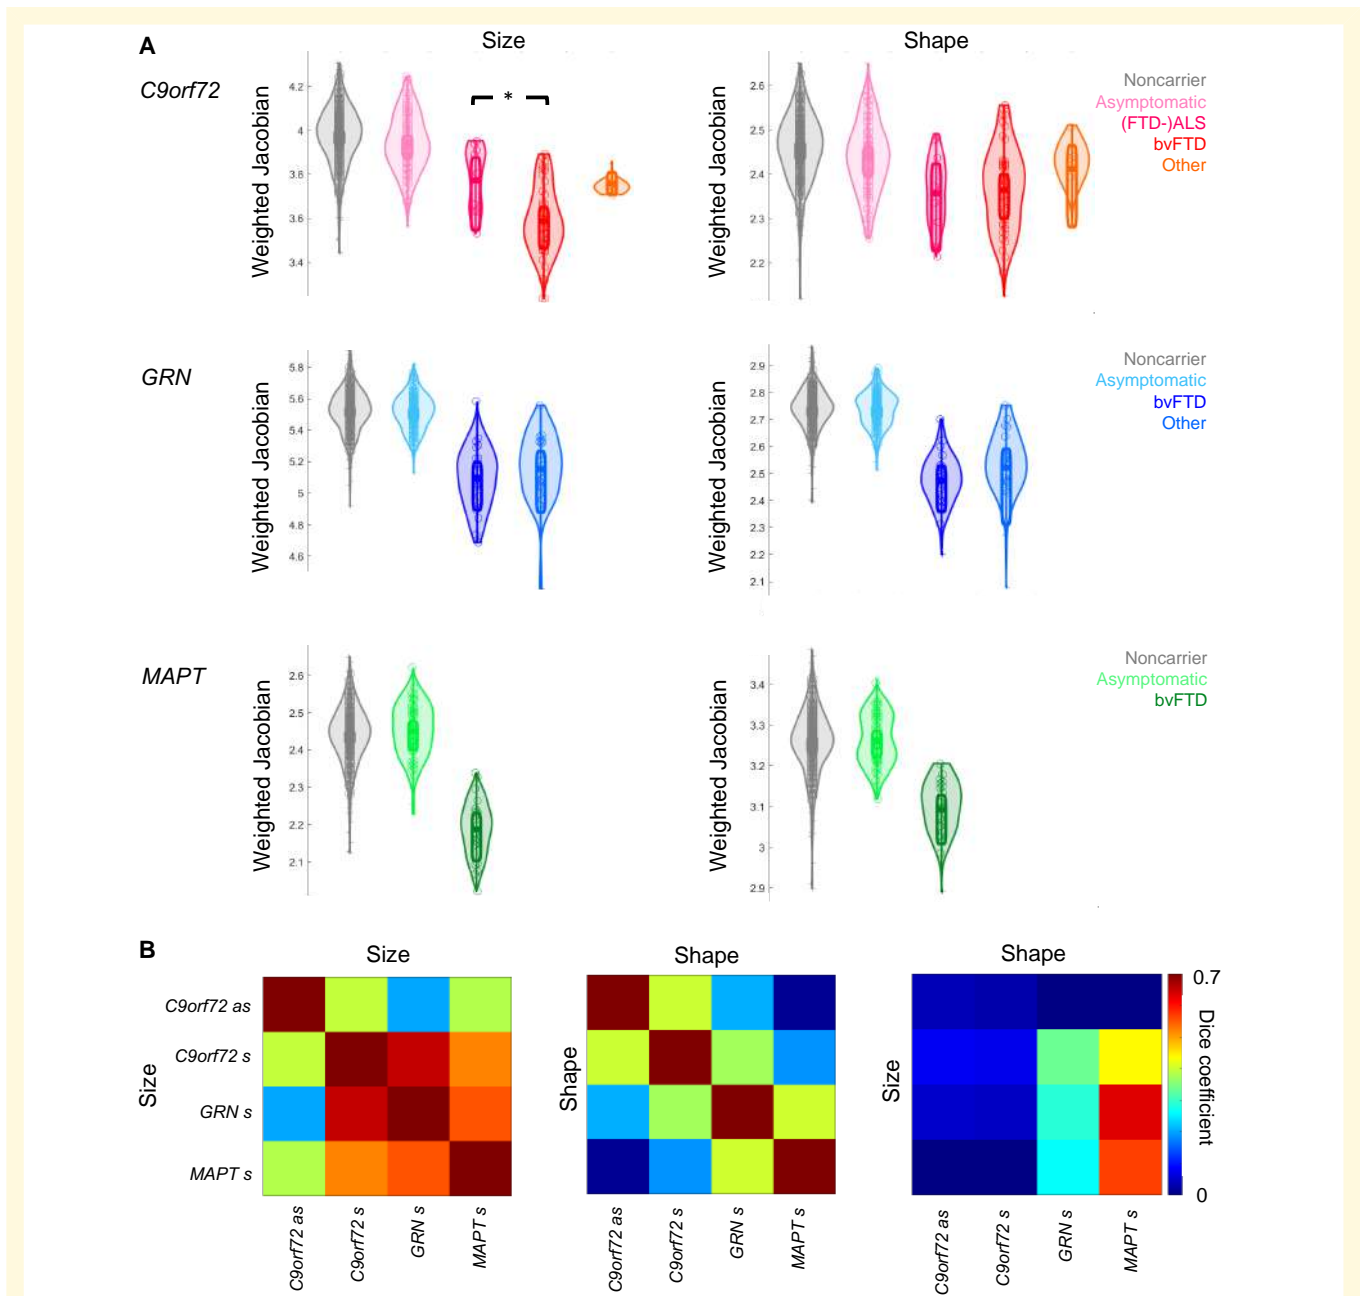 A
Size
Shape
C9orf72
Weighted Jacobian
4.2
4
3.8
3.6
3.4
*
Weighted Jacobian
2.6
2.5
2.4
2.3
2.2
Noncarrier
Asymptomatic
(FTD-)ALS
bvFTD
Other
GRN
Weighted Jacobian
5.8
5.6
5.4
5.2
5
4.8
4.6
Weighted Jacobian
2.9
2.8
2.7
2.6
2.5
2.4
2.3
2.2
2.1
Noncarrier
Asymptomatic
bvFTD
Other
MAPT
Weighted Jacobian
2.6
2.5
2.4
2.3
2.2
2.1
Weighted Jacobian
3.4
3.3
3.2
3.1
3
2.9
Noncarrier
Asymptomatic
bvFTD
B
Size
Size
C9orf72 as
C9orf72 s
GRN s
MAPT s
C9orf72 as
C9orf72 s
GRN s
MAPT s
Shape
Shape
C9orf72 as
C9orf72 s
GRN s
MAPT s
Shape
Size
C9orf72 as
C9orf72 s
GRN s
MAPT s
0.7
Dice coefficient
0